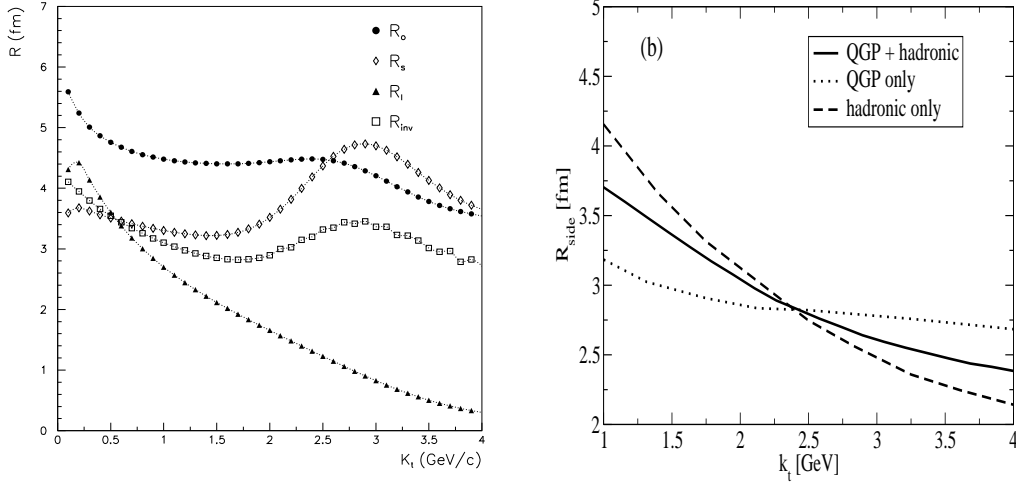 R (fm)
7
6
5
4
3
2
1
0
0
0.5
1
1.5
2
2.5
3
3.5
4
K_t (GeV/c)
R_o
R_s
R_l
R_inv
(b)
QGP + hadronic
QGP only
hadronic only
R_side [fm]
5
4.5
4
3.5
3
2.5
2
1
1.5
2
2.5
3
3.5
4
k_t [GeV]